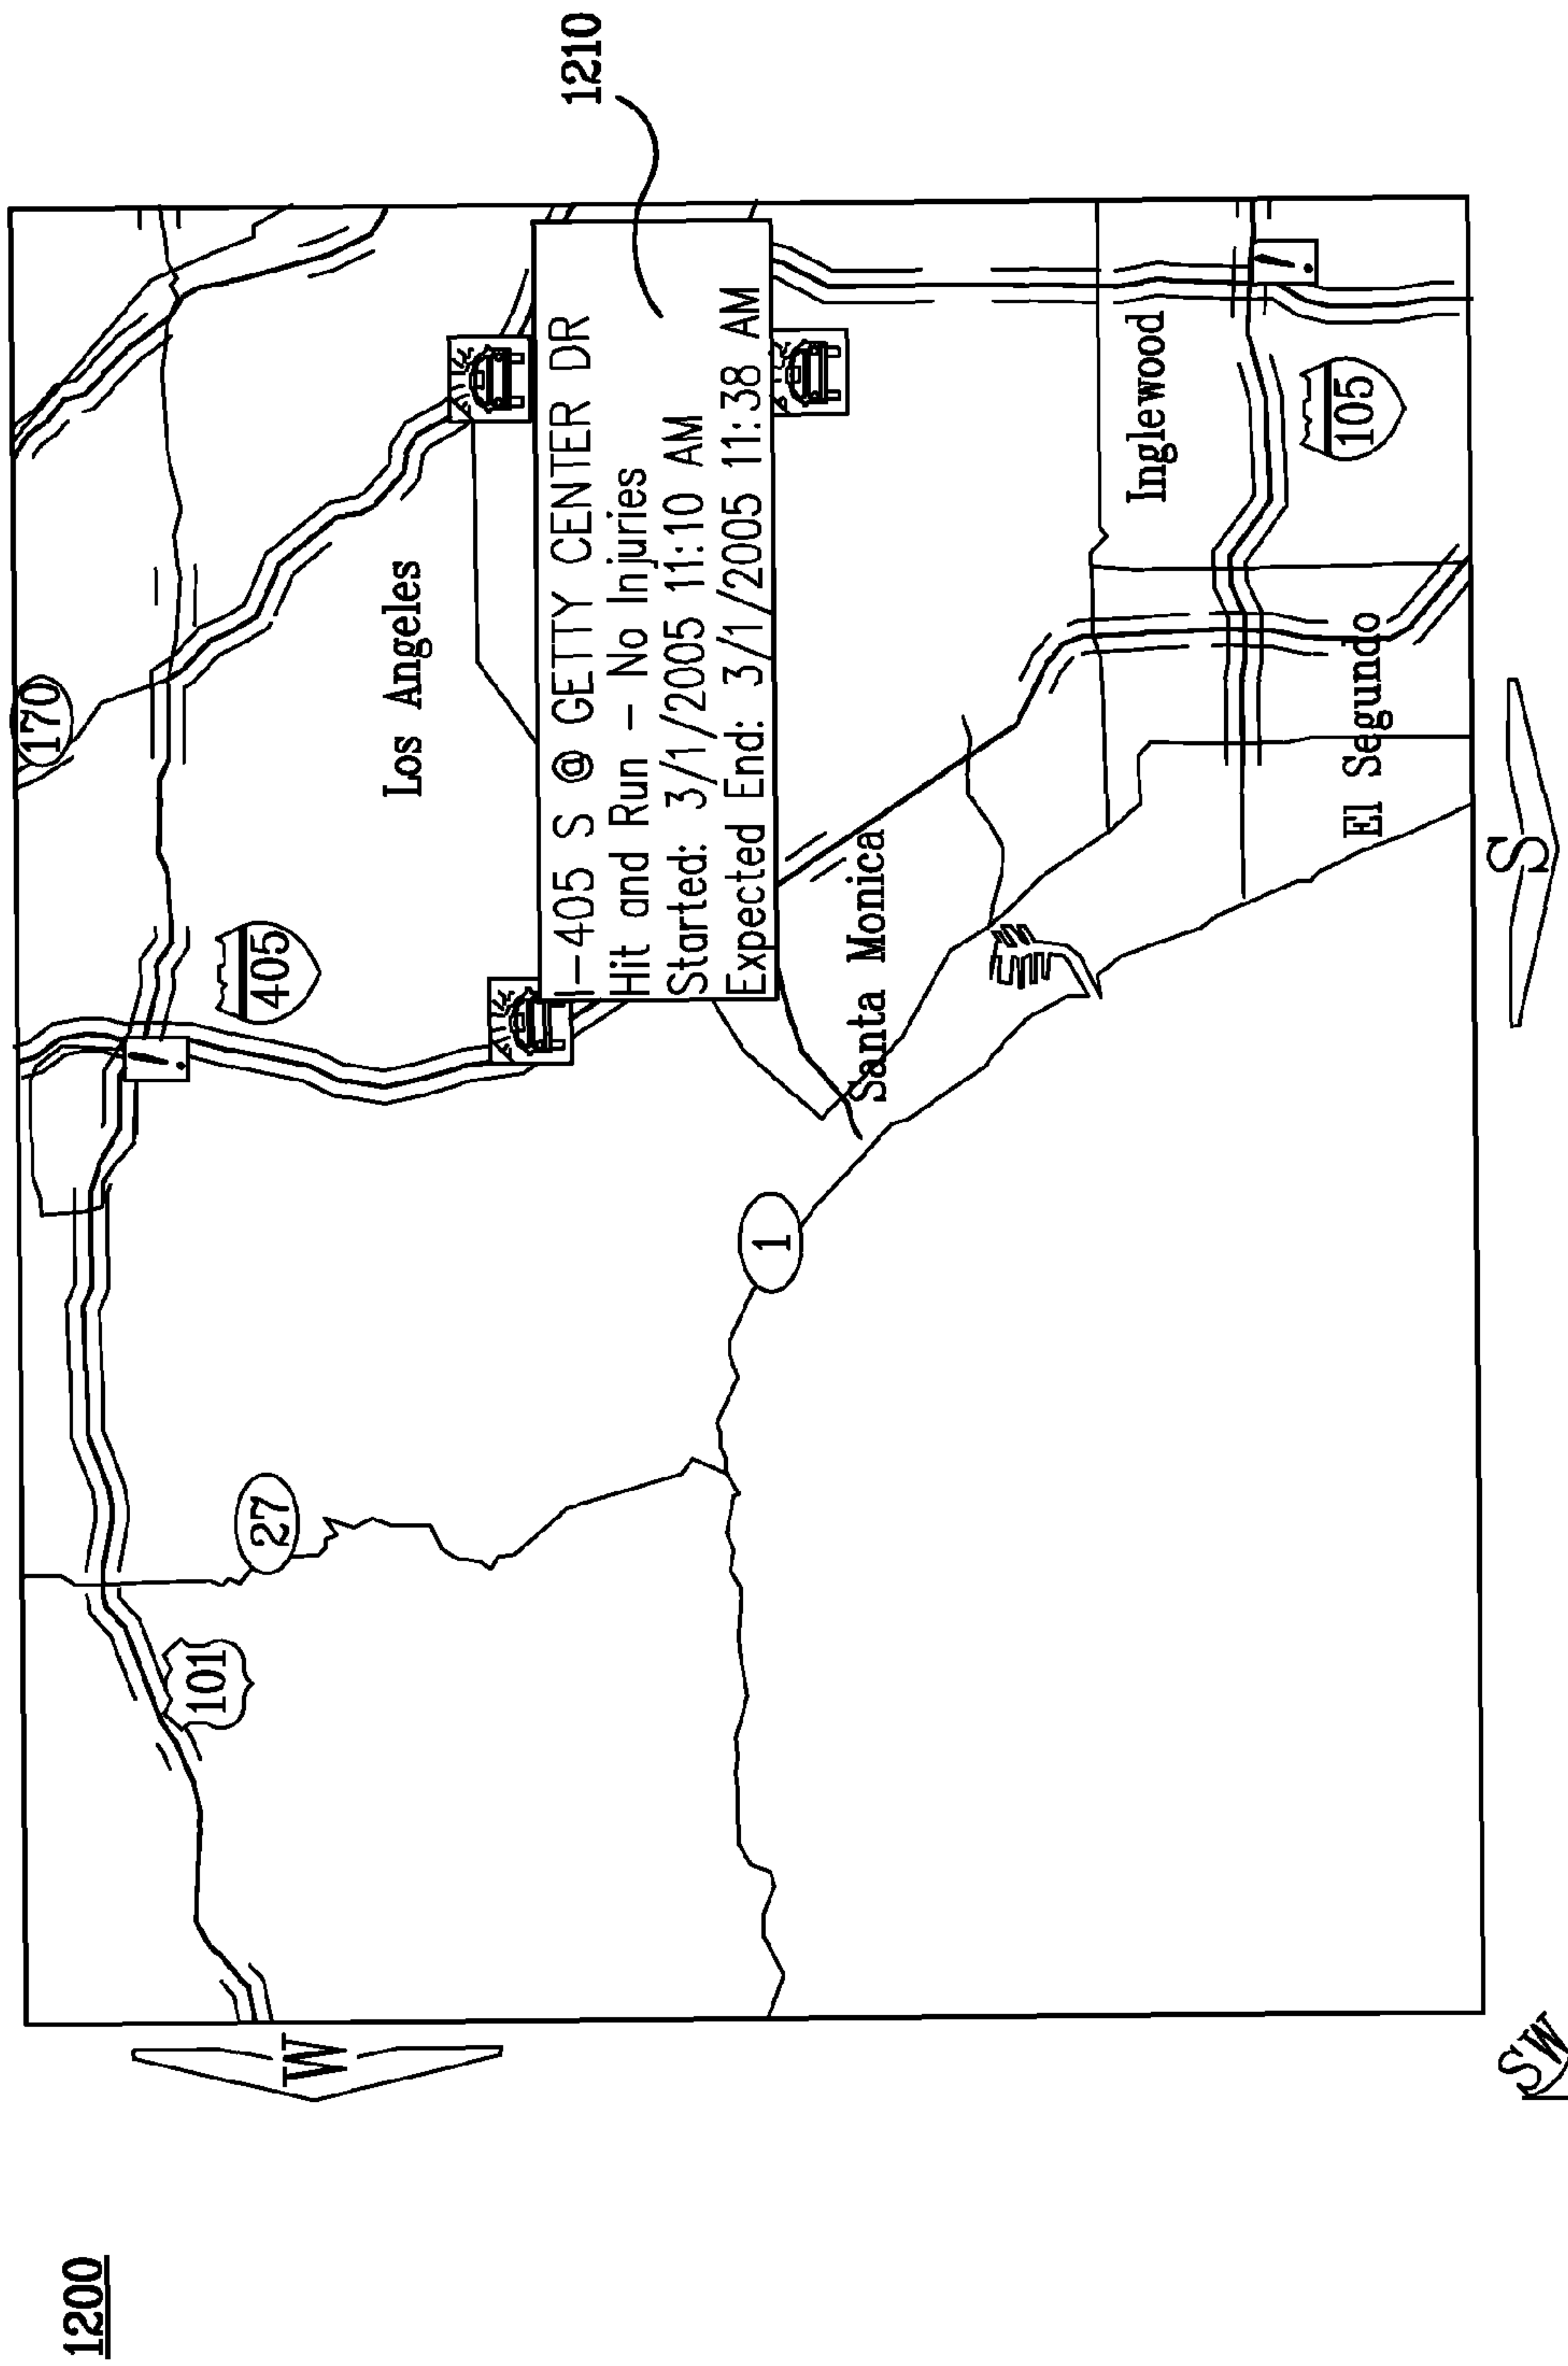 1200
170
101
27
405
Los Angeles
1210
I-405 S @ GETTY CENTER DR
Hit and Run - No Injuries
Started: 3/1/2005 11:10 AM
Expected End: 3/1/2005 11:38 AM
W
1
Santa Monica
Inglewood
El Segundo
105
SW
S